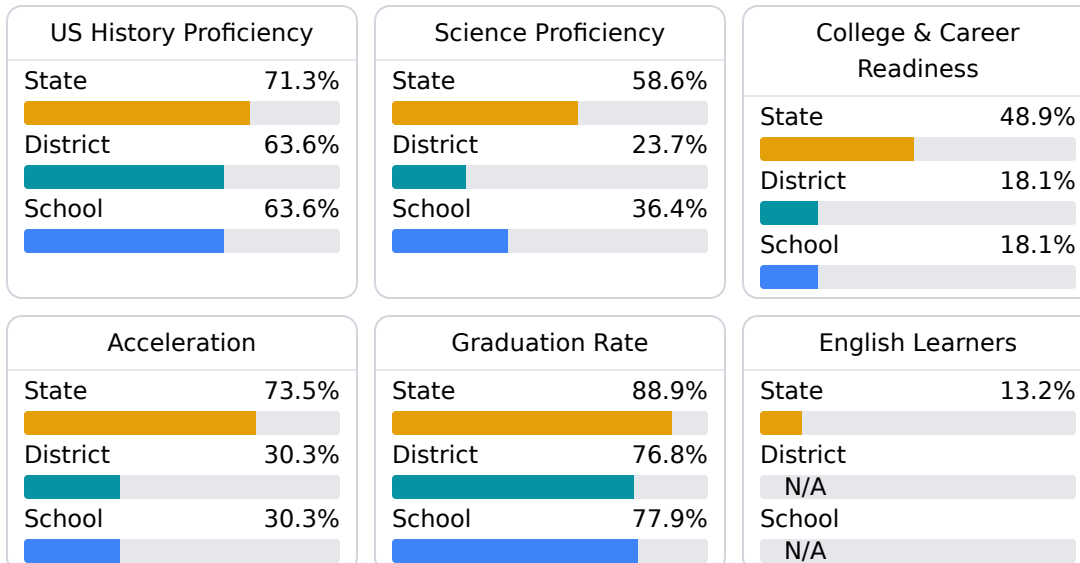 US History Proficiency
State 71.3%
District 63.6%
School 63.6%
Science Proficiency
State 58.6%
District 23.7%
School 36.4%
College & Career
Readiness
State 48.9%
District 18.1%
School 18.1%
Acceleration
State 73.5%
District 30.3%
School 30.3%
Graduation Rate
State 88.9%
District 76.8%
School 77.9%
English Learners
State 13.2%
District
N/A
School
N/A